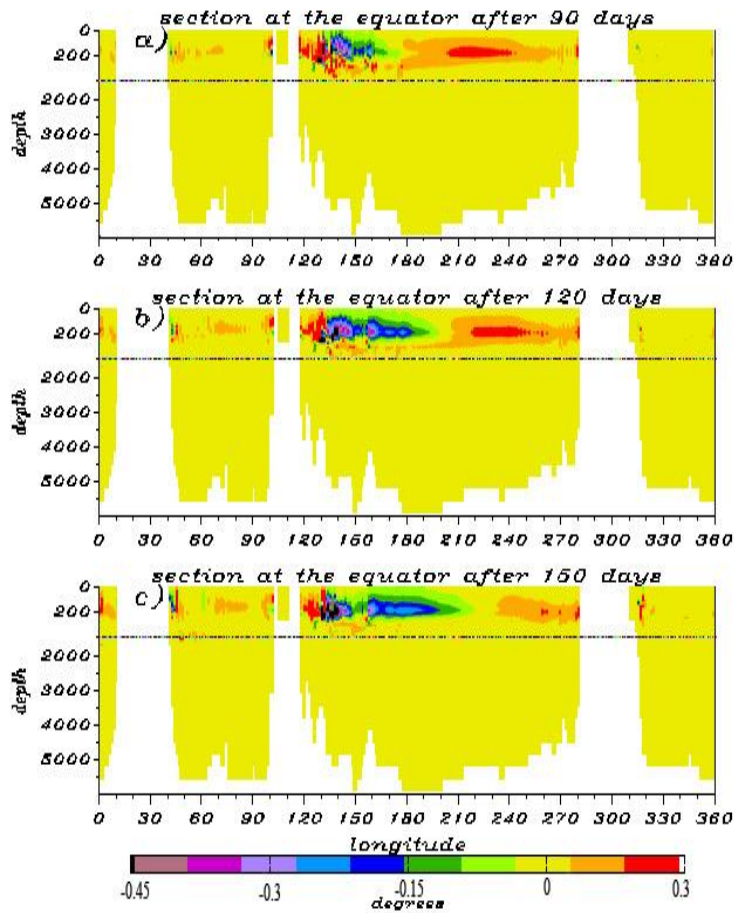 section at the equator after 90 days
a)
0
200
2000
4000
5000
depth
0 30 60 90 120 150 180 210 240 270 300 330 360
section at the equator after 120 days
b)
0
200
2000
3000
4000
5000
depth
0 30 60 90 120 150 180 210 240 270 300 330 360
section at the equator after 150 days
c)
0
200
2000
3000
4000
5000
depth
0 30 60 90 120 150 180 210 240 270 300 330 360
longitude
-0.45 -0.3 -0.15 0 0.3
degrees